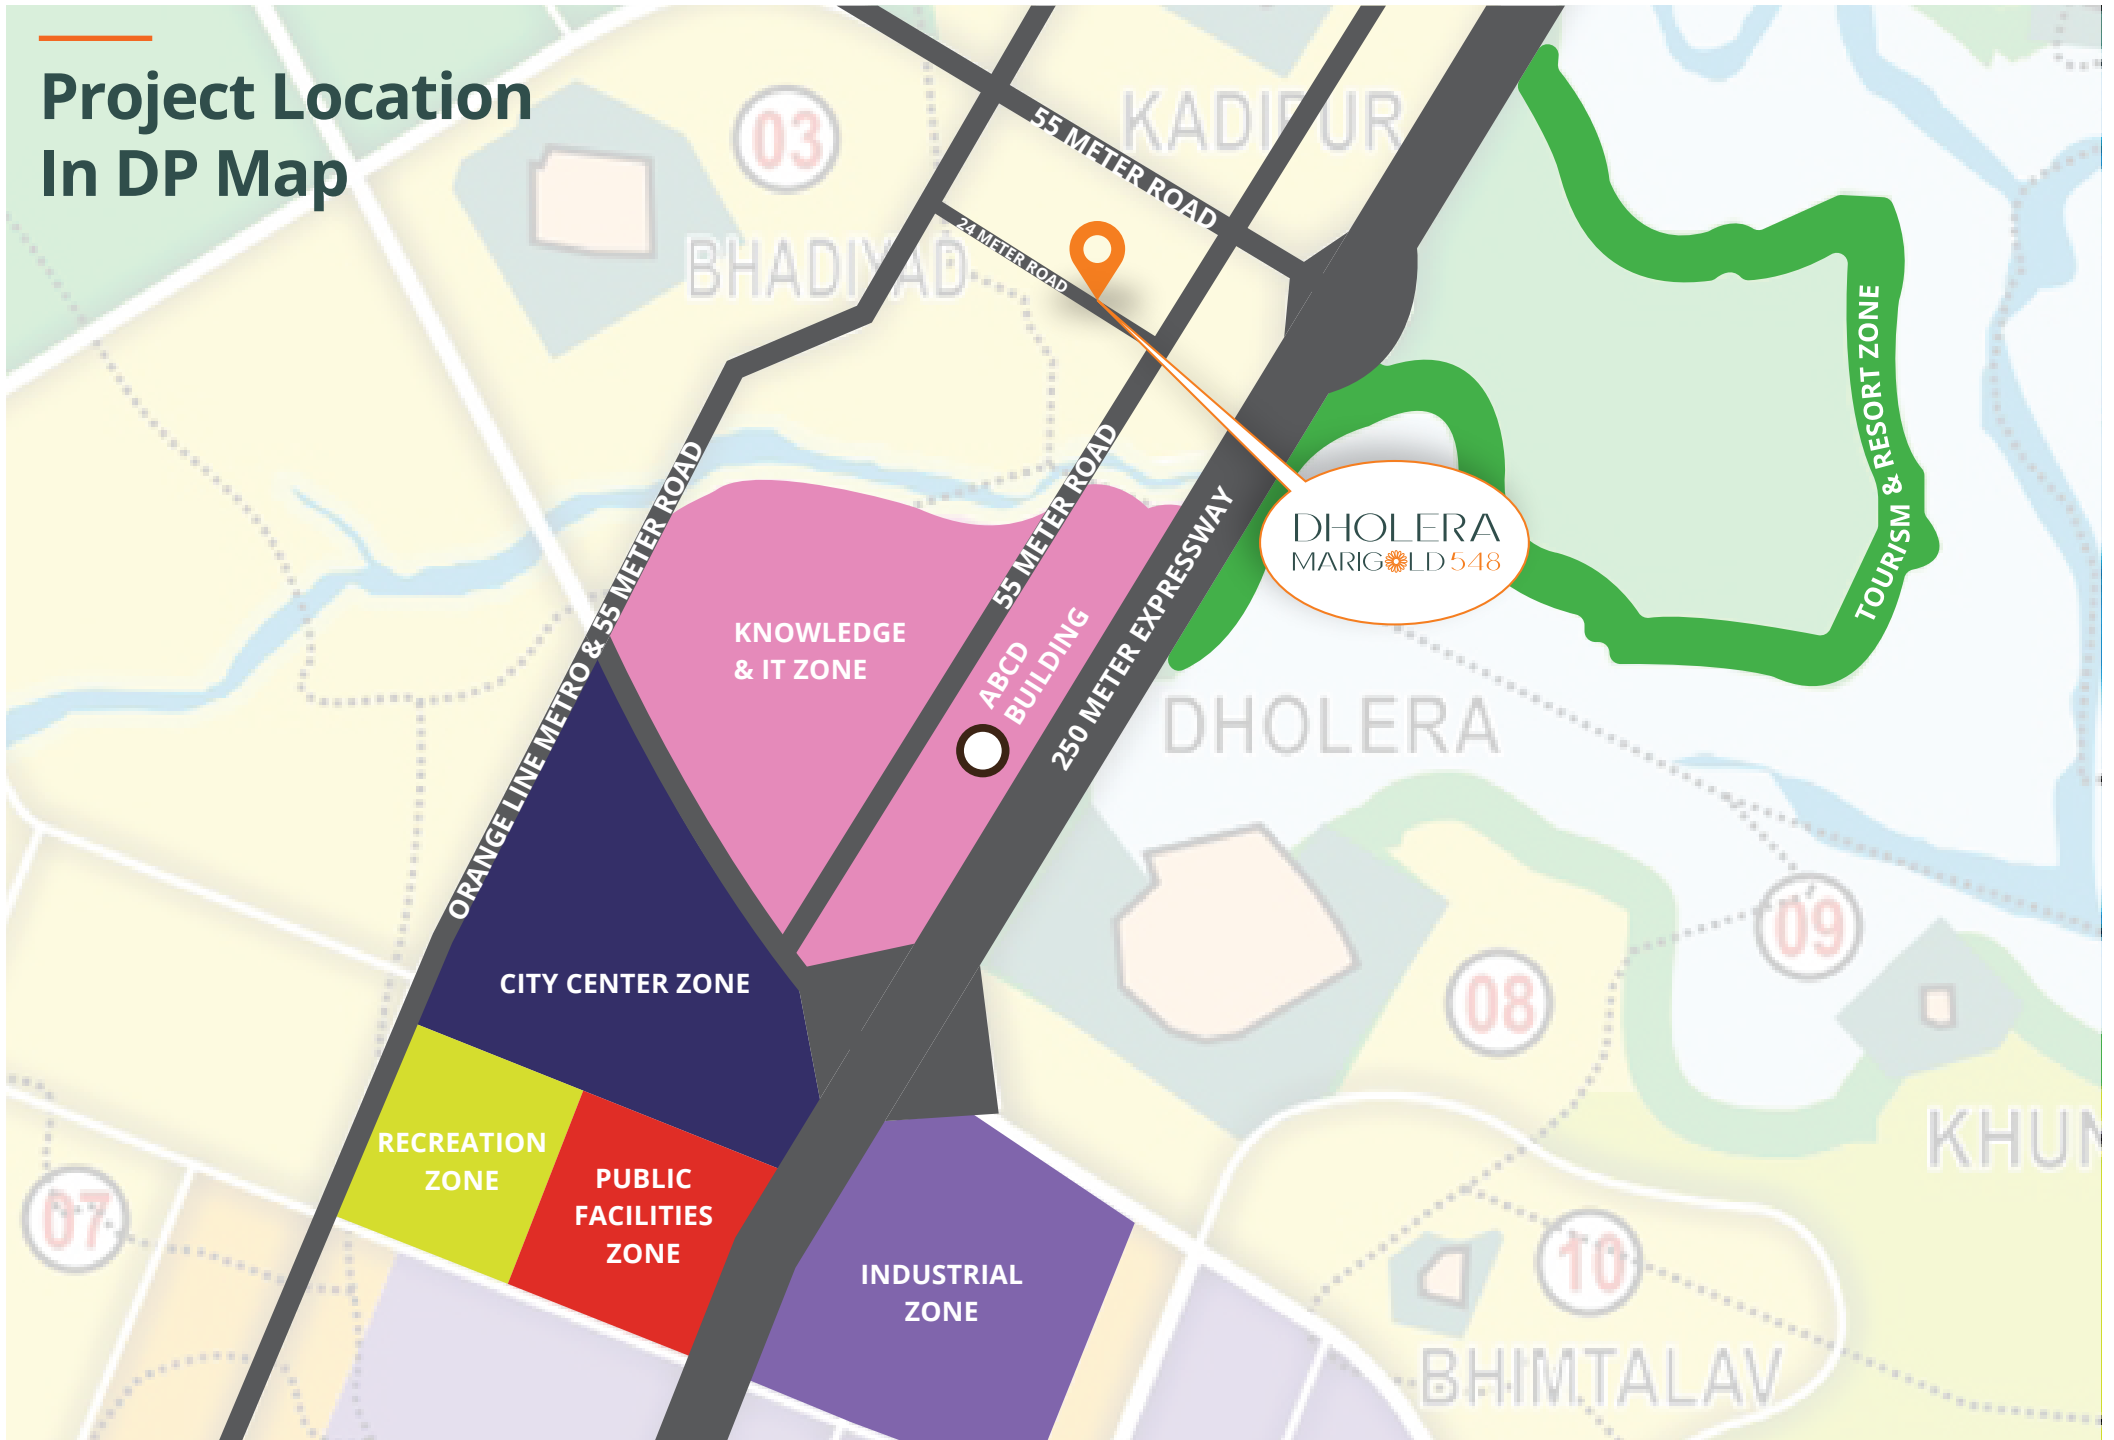 Project Location
In DP Map
03
KADIPUR
55 METER ROAD
BHADIYAD
24 METER ROAD
TOURISM & RESORT ZONE
ORANGE LINE METRO & 55 METER ROAD
55 METER ROAD
250 METER EXPRESSWAY
DHOLERA
MARIGOLD 548
KNOWLEDGE
& IT ZONE
ABCD
BUILDING
DHOLERA
09
CITY CENTER ZONE
08
RECREATION
ZONE
PUBLIC
FACILITIES
ZONE
KHUN
07
INDUSTRIAL
ZONE
10
BHIMTALAV